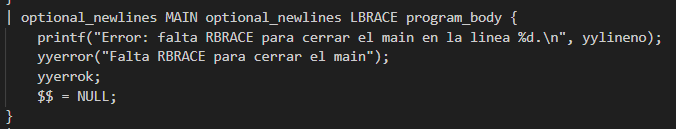 | optional_newlines MAIN optional_newlines LBRACE program_body {
printf("Error: falta RBRACE para cerrar el main en la linea %d.\n", yylineno);
yyerror("Falta RBRACE para cerrar el main");
yyerrok;
$$ = NULL;
}